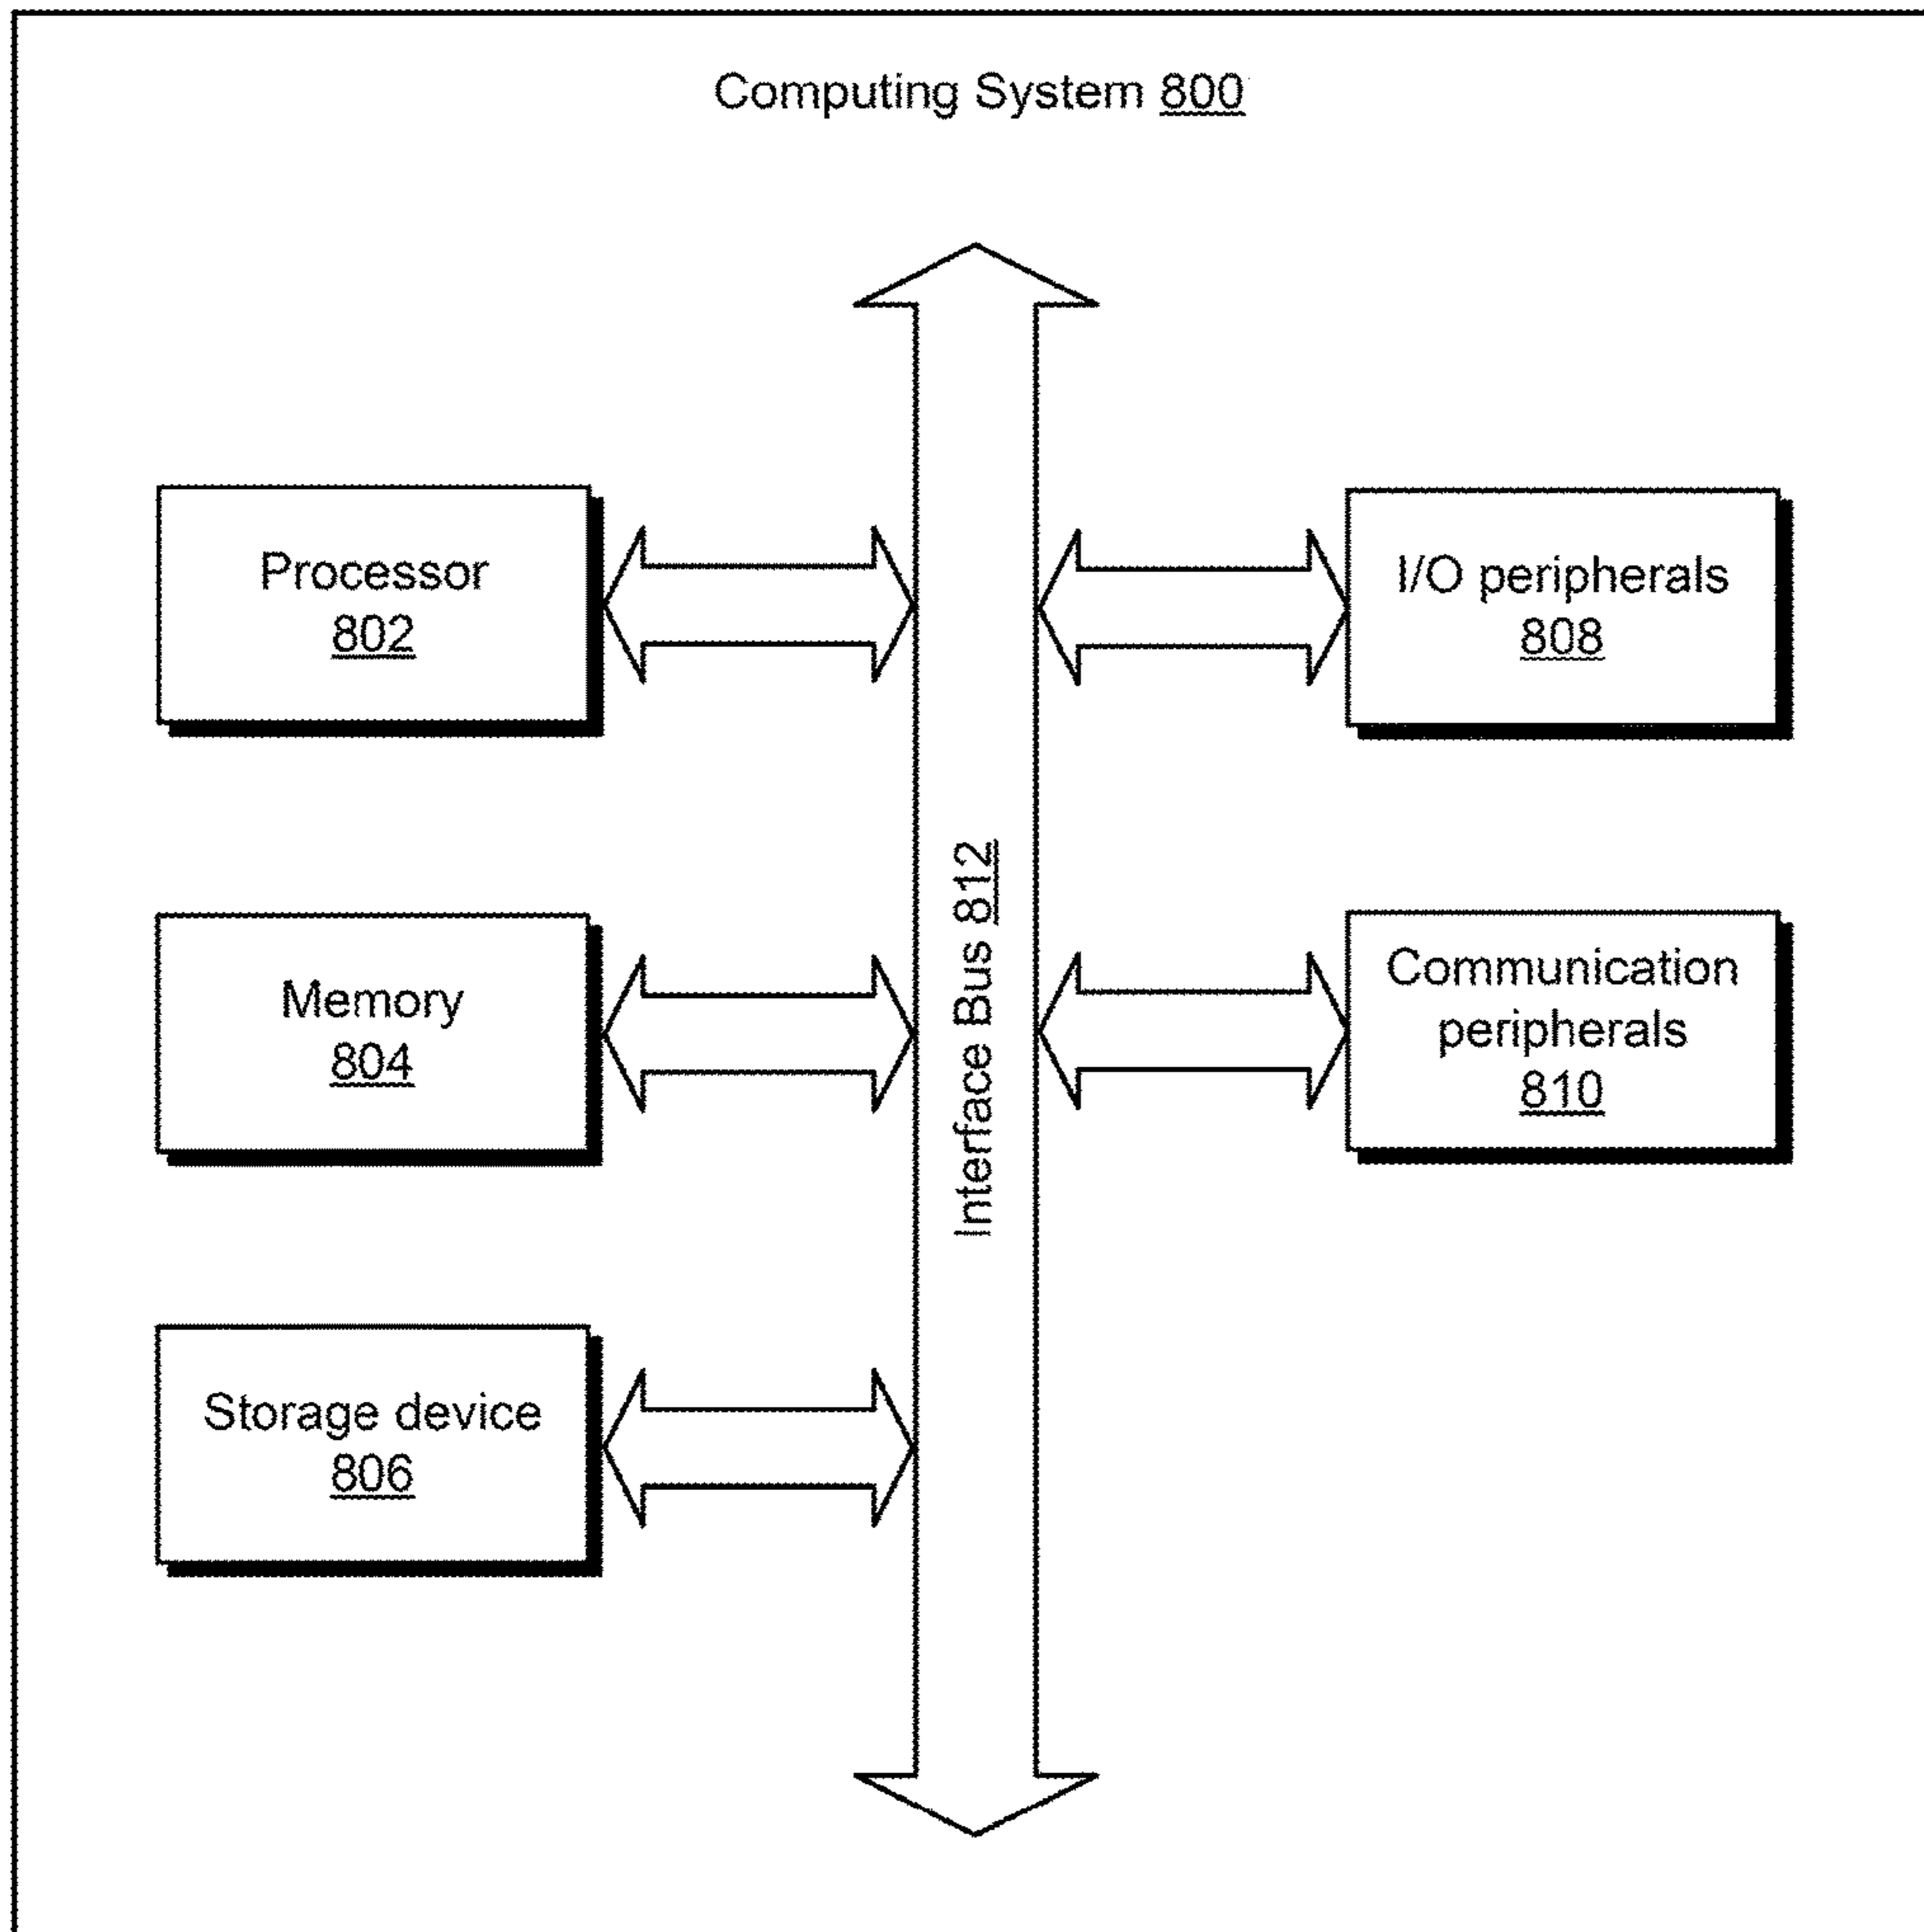 Computing System 800
Processor
802
I/O peripherals
808
Interface Bus 812
Memory
804
Communication
peripherals
810
Storage device
806